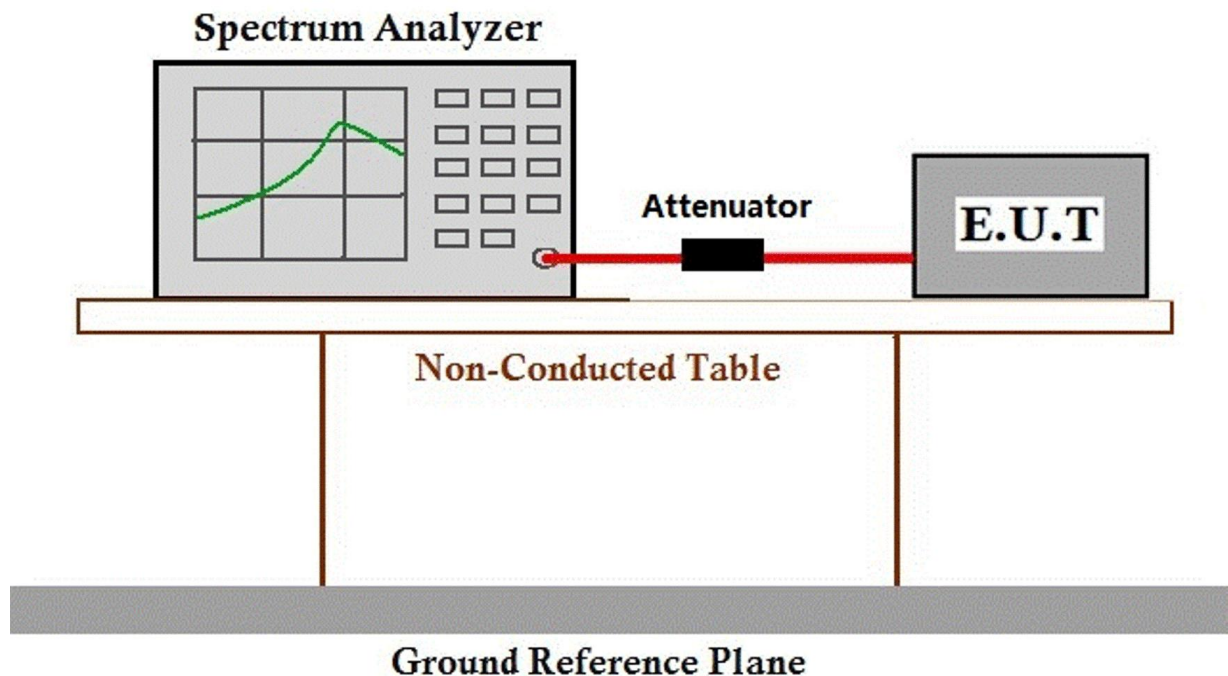 Spectrum Analyzer
Attenuator
E.U.T
Non-Conducted Table
Ground Reference Plane